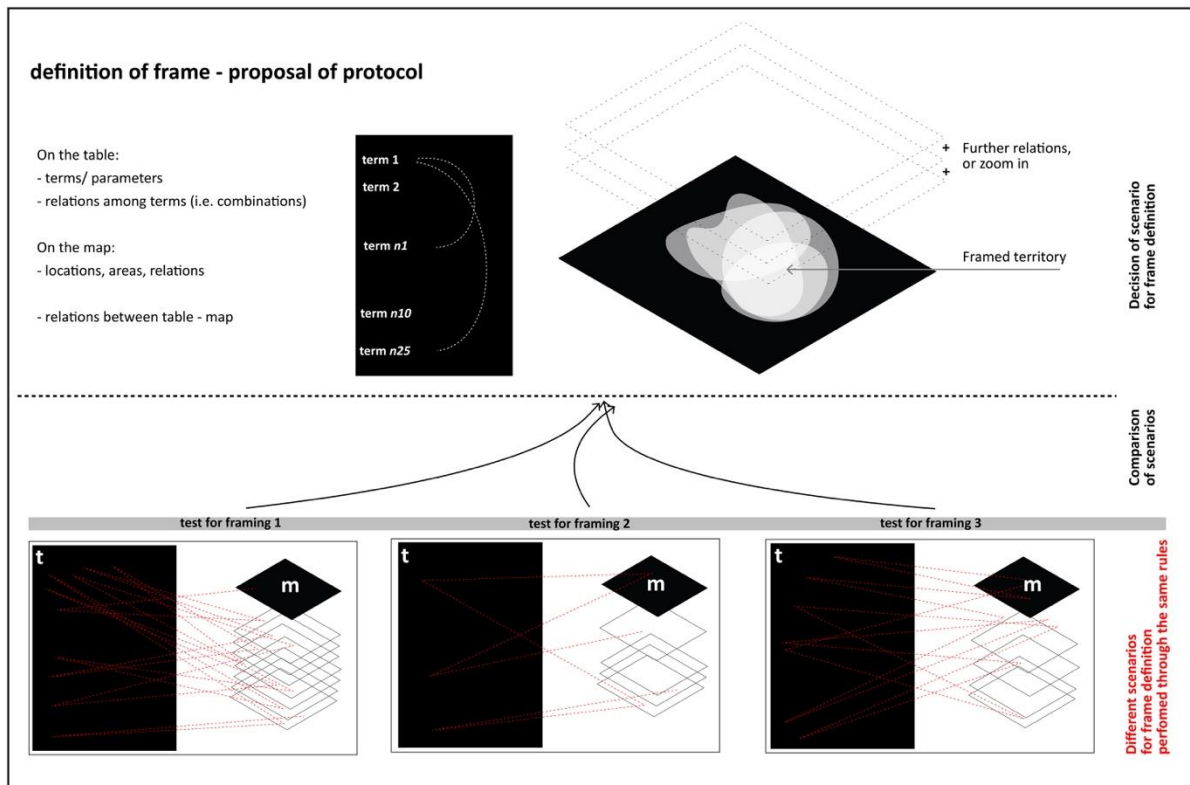 definition of frame - proposal of protocol
On the table:
- terms/ parameters
- relations among terms (i.e. combinations)
On the map:
- locations, areas, relations
- relations between table - map
term 1
term 2
term n1
term n10
term n25
+
+
Further relations,
or zoom in
Framed territory
Decision of scenario
for frame definition
Comparison
of scenarios
test for framing 1
test for framing 2
test for framing 3
t
m
t
m
t
m
Different scenarios
for frame definition
perfomed through the same rules